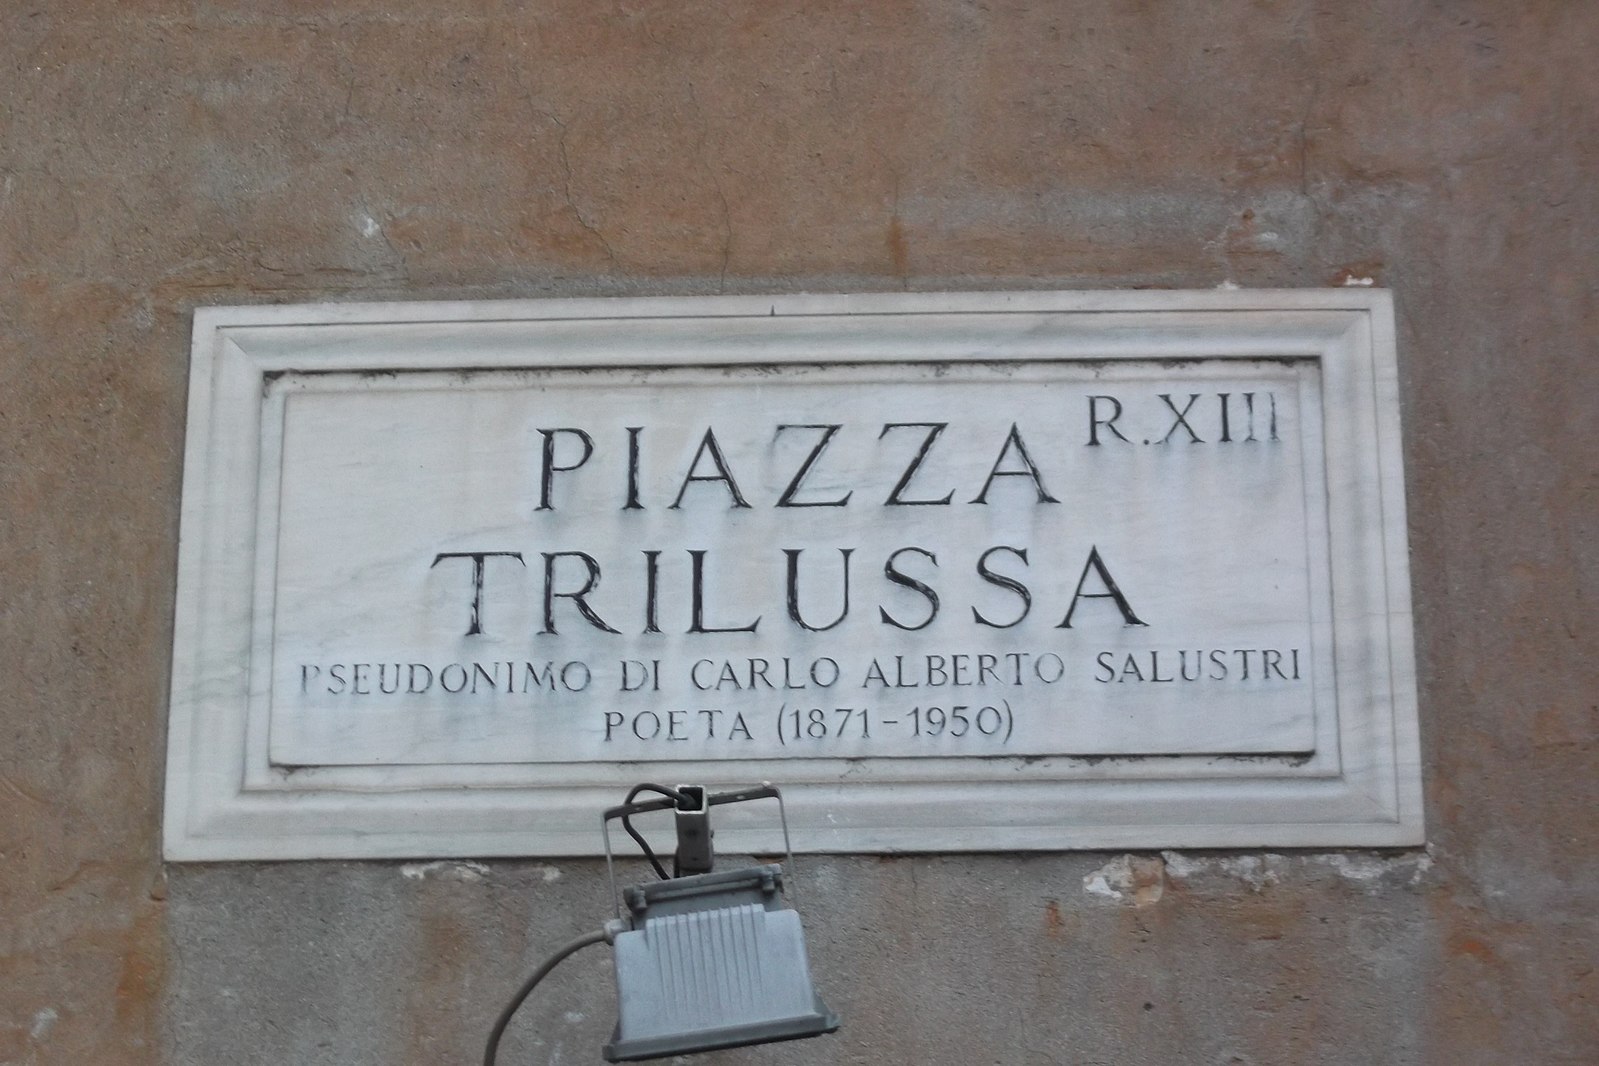 PIAZZA R.XIII
TRILUSSA
PSEUDONIMO DI CARLO ALBERTO SALUSTRI
POETA (1871-1950)